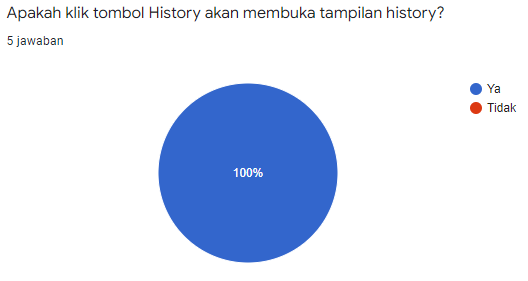 Apakah klik tombol History akan membuka tampilan history?
5 jawaban
Ya
Tidak
100%